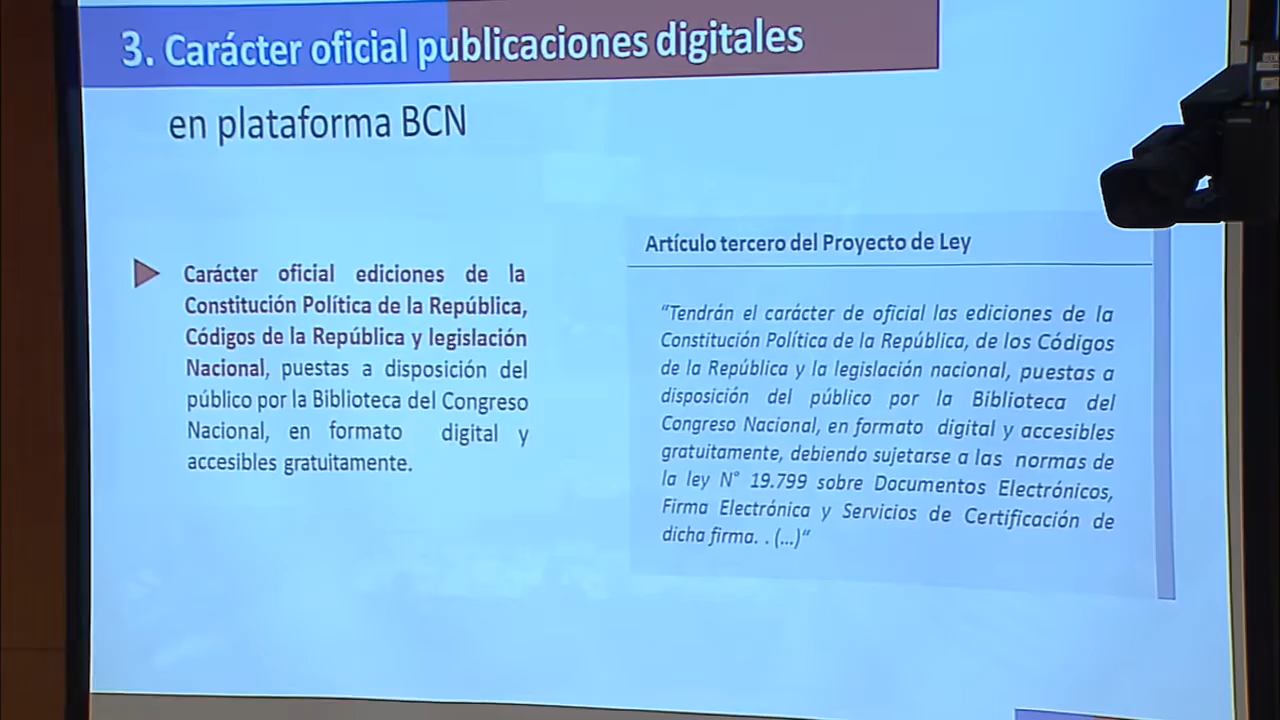 3. Carácter oficial publicaciones digitales
en plataforma BCN
Carácter oficial ediciones de la
Constitución Política de la República,
Códigos de la República y legislación
Nacional, puestas a disposición del
público por la Biblioteca del Congreso
Nacional, en formato digital y
accesibles gratuitamente.
Artículo tercero del Proyecto de Ley
“Tendrán el carácter de oficial las ediciones de la
Constitución Política de la República, de los Códigos
de la República y la legislación nacional, puestas a
disposición del público por la Biblioteca del
Congreso Nacional, en formato digital y accesibles
gratuitamente, debiendo sujetarse a las normas de
la ley N° 19.799 sobre Documentos Electrónicos,
Firma Electrónica y Servicios de Certificación de
dicha firma. . (...)“